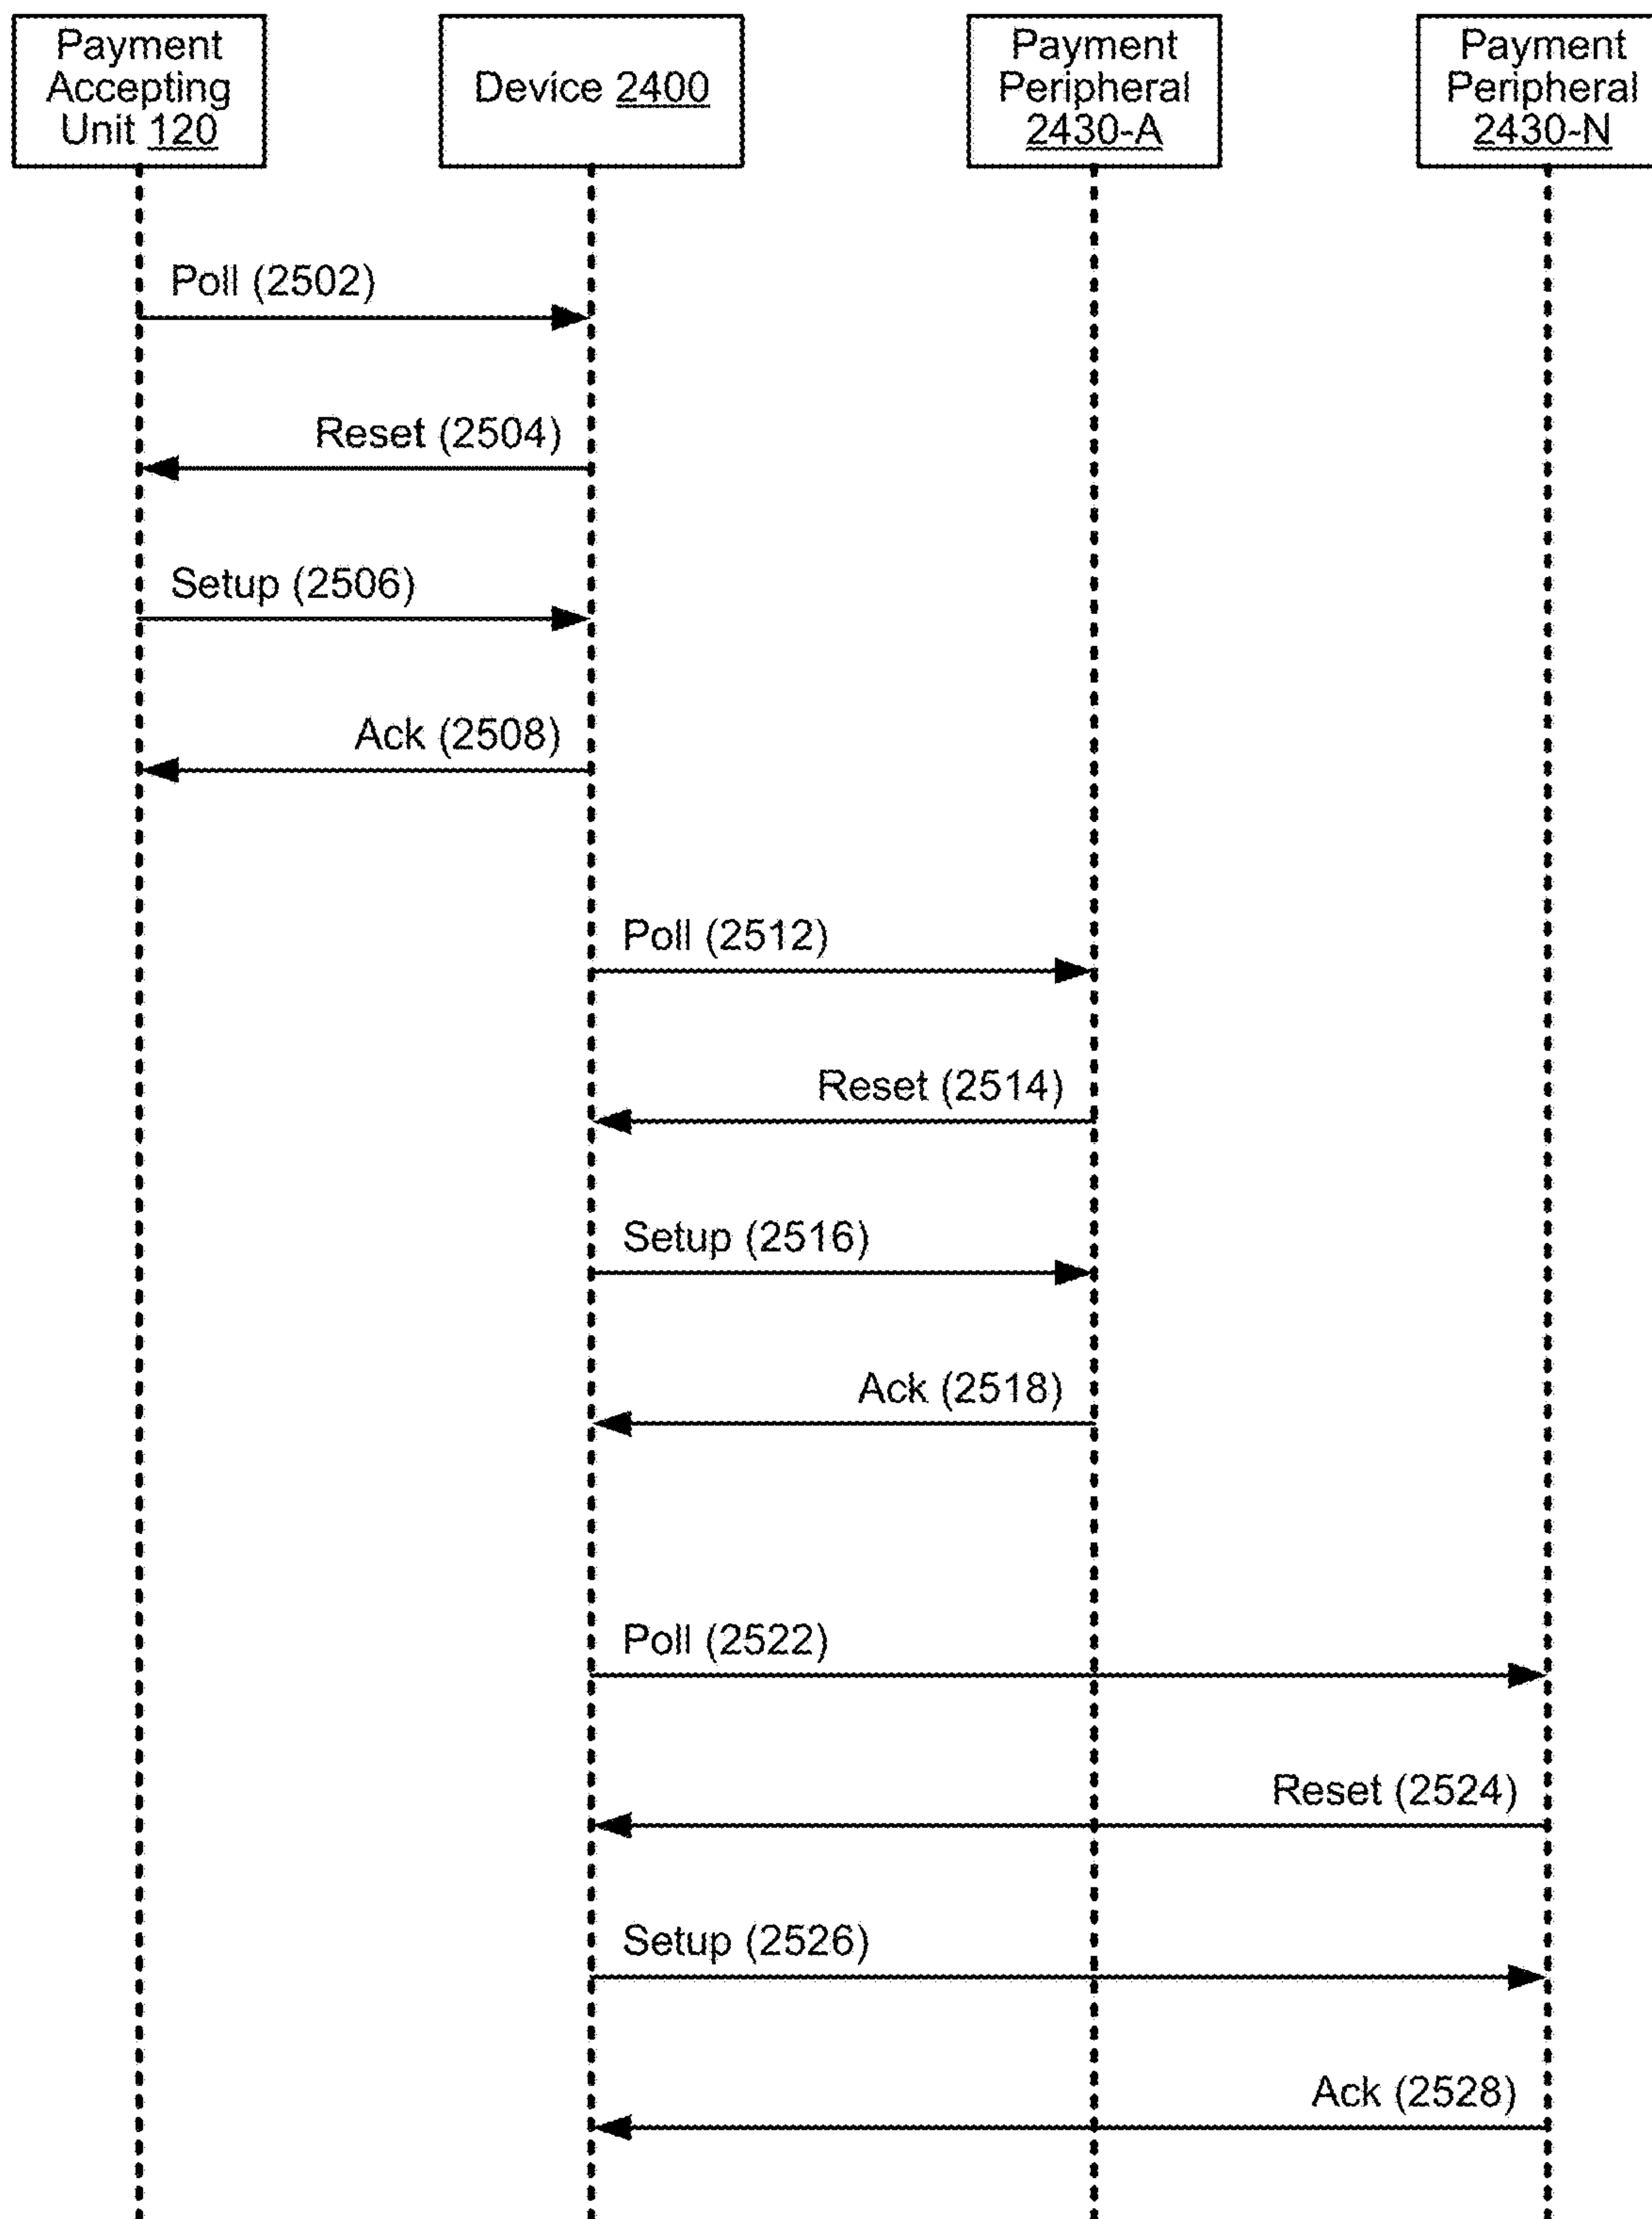 Payment
Accepting
Unit 120
Device 2400
Payment
Peripheral
2430-A
Payment
Peripheral
2430-N
Poll (2502)
Reset (2504)
Setup (2506)
Ack (2508)
Poll (2512)
Reset (2514)
Setup (2516)
Ack (2518)
Poll (2522)
Reset (2524)
Setup (2526)
Ack (2528)